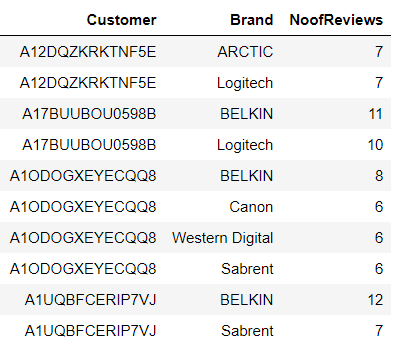 Customer Brand NoofReviews
A12DQZKRKTNF5E ARCTIC 7
A12DQZKRKTNF5E Logitech 7
A17BUUBOU0598B BELKIN 11
A17BUUBOU0598B Logitech 10
A1ODOGXEYECQQ8 BELKIN 8
A1ODOGXEYECQQ8 Canon 6
A1ODOGXEYECQQ8 Western Digital 6
A1ODOGXEYECQQ8 Sabrent 6
A1UQBFCERIP7VJ BELKIN 12
A1UQBFCERIP7VJ Sabrent 7